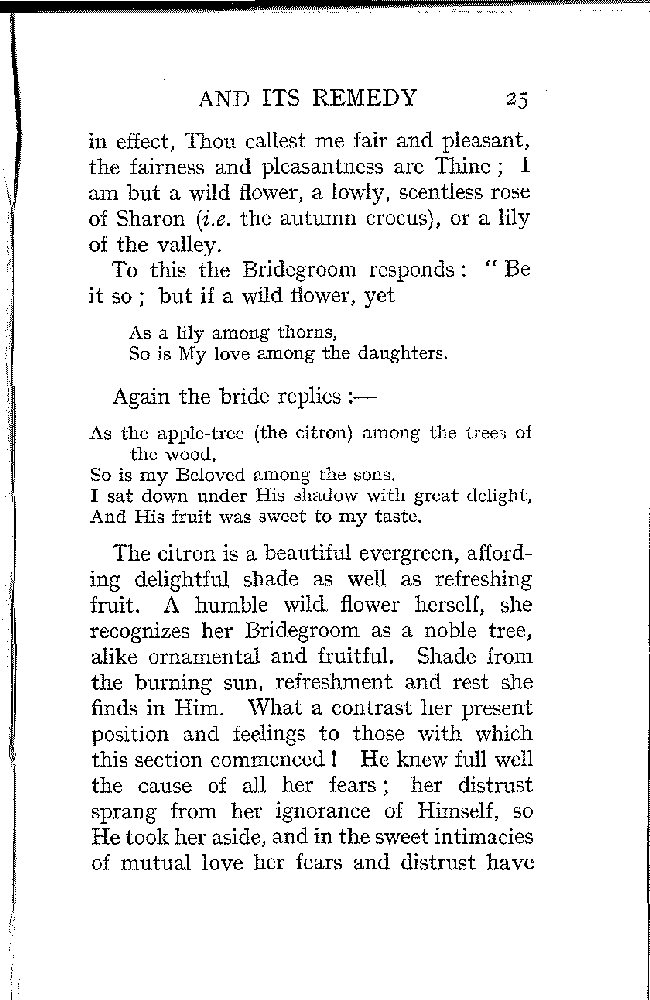 AND ITS REMEDY 25
in effect, Thou callest me fair and pleasant,
the fairness and pleasantness are Thine ; I
am but a wild flower, a lowly, scentless rose
of Sharon (i.e. the autumn crocus), or a lily
of the valley.
To this the Bridegroom responds : “ Be
it so ; but if a wild flower, yet
As a lily among thorns,
So is My love among the daughters.
Again the bride replies :—
As the apple-tree (the citron) among the trees of
the wood,
So is my Beloved among the sons.
I sat down under His shadow with great delight,
And His fruit was sweet to my taste.
The citron is a beautiful evergreen, afford-
ing delightful shade as well as refreshing
fruit. A humble wild flower herself, she
recognizes her Bridegroom as a noble tree,
alike ornamental and fruitful. Shade from
the burning sun, refreshment and rest she
finds in Him. What a contrast her present
position and feelings to those with which
this section commenced ! He knew full well
the cause of all her fears ; her distrust
sprang from her ignorance of Himself, so
He took her aside, and in the sweet intimacies
of mutual love her fears and distrust have